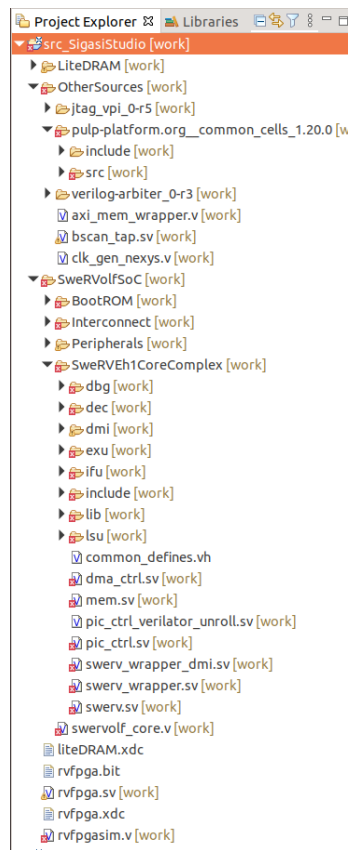 Project Explorer Libraries
src_SigasiStudio [work]
LiteDRAM [work]
OtherSources [work]
jtag_vpi_0-r5 [work]
pulp-platform.org__common_cells_1.20.0 [w
include [work]
src [work]
verilog-arbiter_0-r3 [work]
axi_mem_wrapper.v [work]
bscan_tap.sv [work]
clk_gen_nexys.v [work]
SweRVolfSoC [work]
BootROM [work]
Interconnect [work]
Peripherals [work]
SweRVEh1CoreComplex [work]
dbg [work]
dec [work]
dmi [work]
exu [work]
ifu [work]
include [work]
lib [work]
lsu [work]
common_defines.vh
dma_ctrl.sv [work]
mem.sv [work]
pic_ctrl_verilator_unroll.sv [work]
pic_ctrl.sv [work]
swerv_wrapper_dmi.sv [work]
swerv_wrapper.sv [work]
swerv.sv [work]
swervolf_core.v [work]
liteDRAM.xdc
rvfpga.bit
rvfpga.sv [work]
rvfpga.xdc
rvfpgasim.v [work]